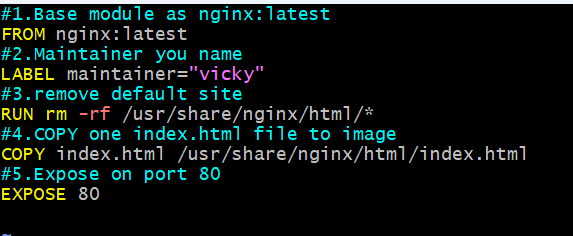 #1.Base module as nginx:latest
FROM nginx:latest
#2.Maintainer you name
LABEL maintainer="vicky"
#3.remove default site
RUN rm -rf /usr/share/nginx/html/*
#4.COPY one index.html file to image
COPY index.html /usr/share/nginx/html/index.html
#5.Expose on port 80
EXPOSE 80
~